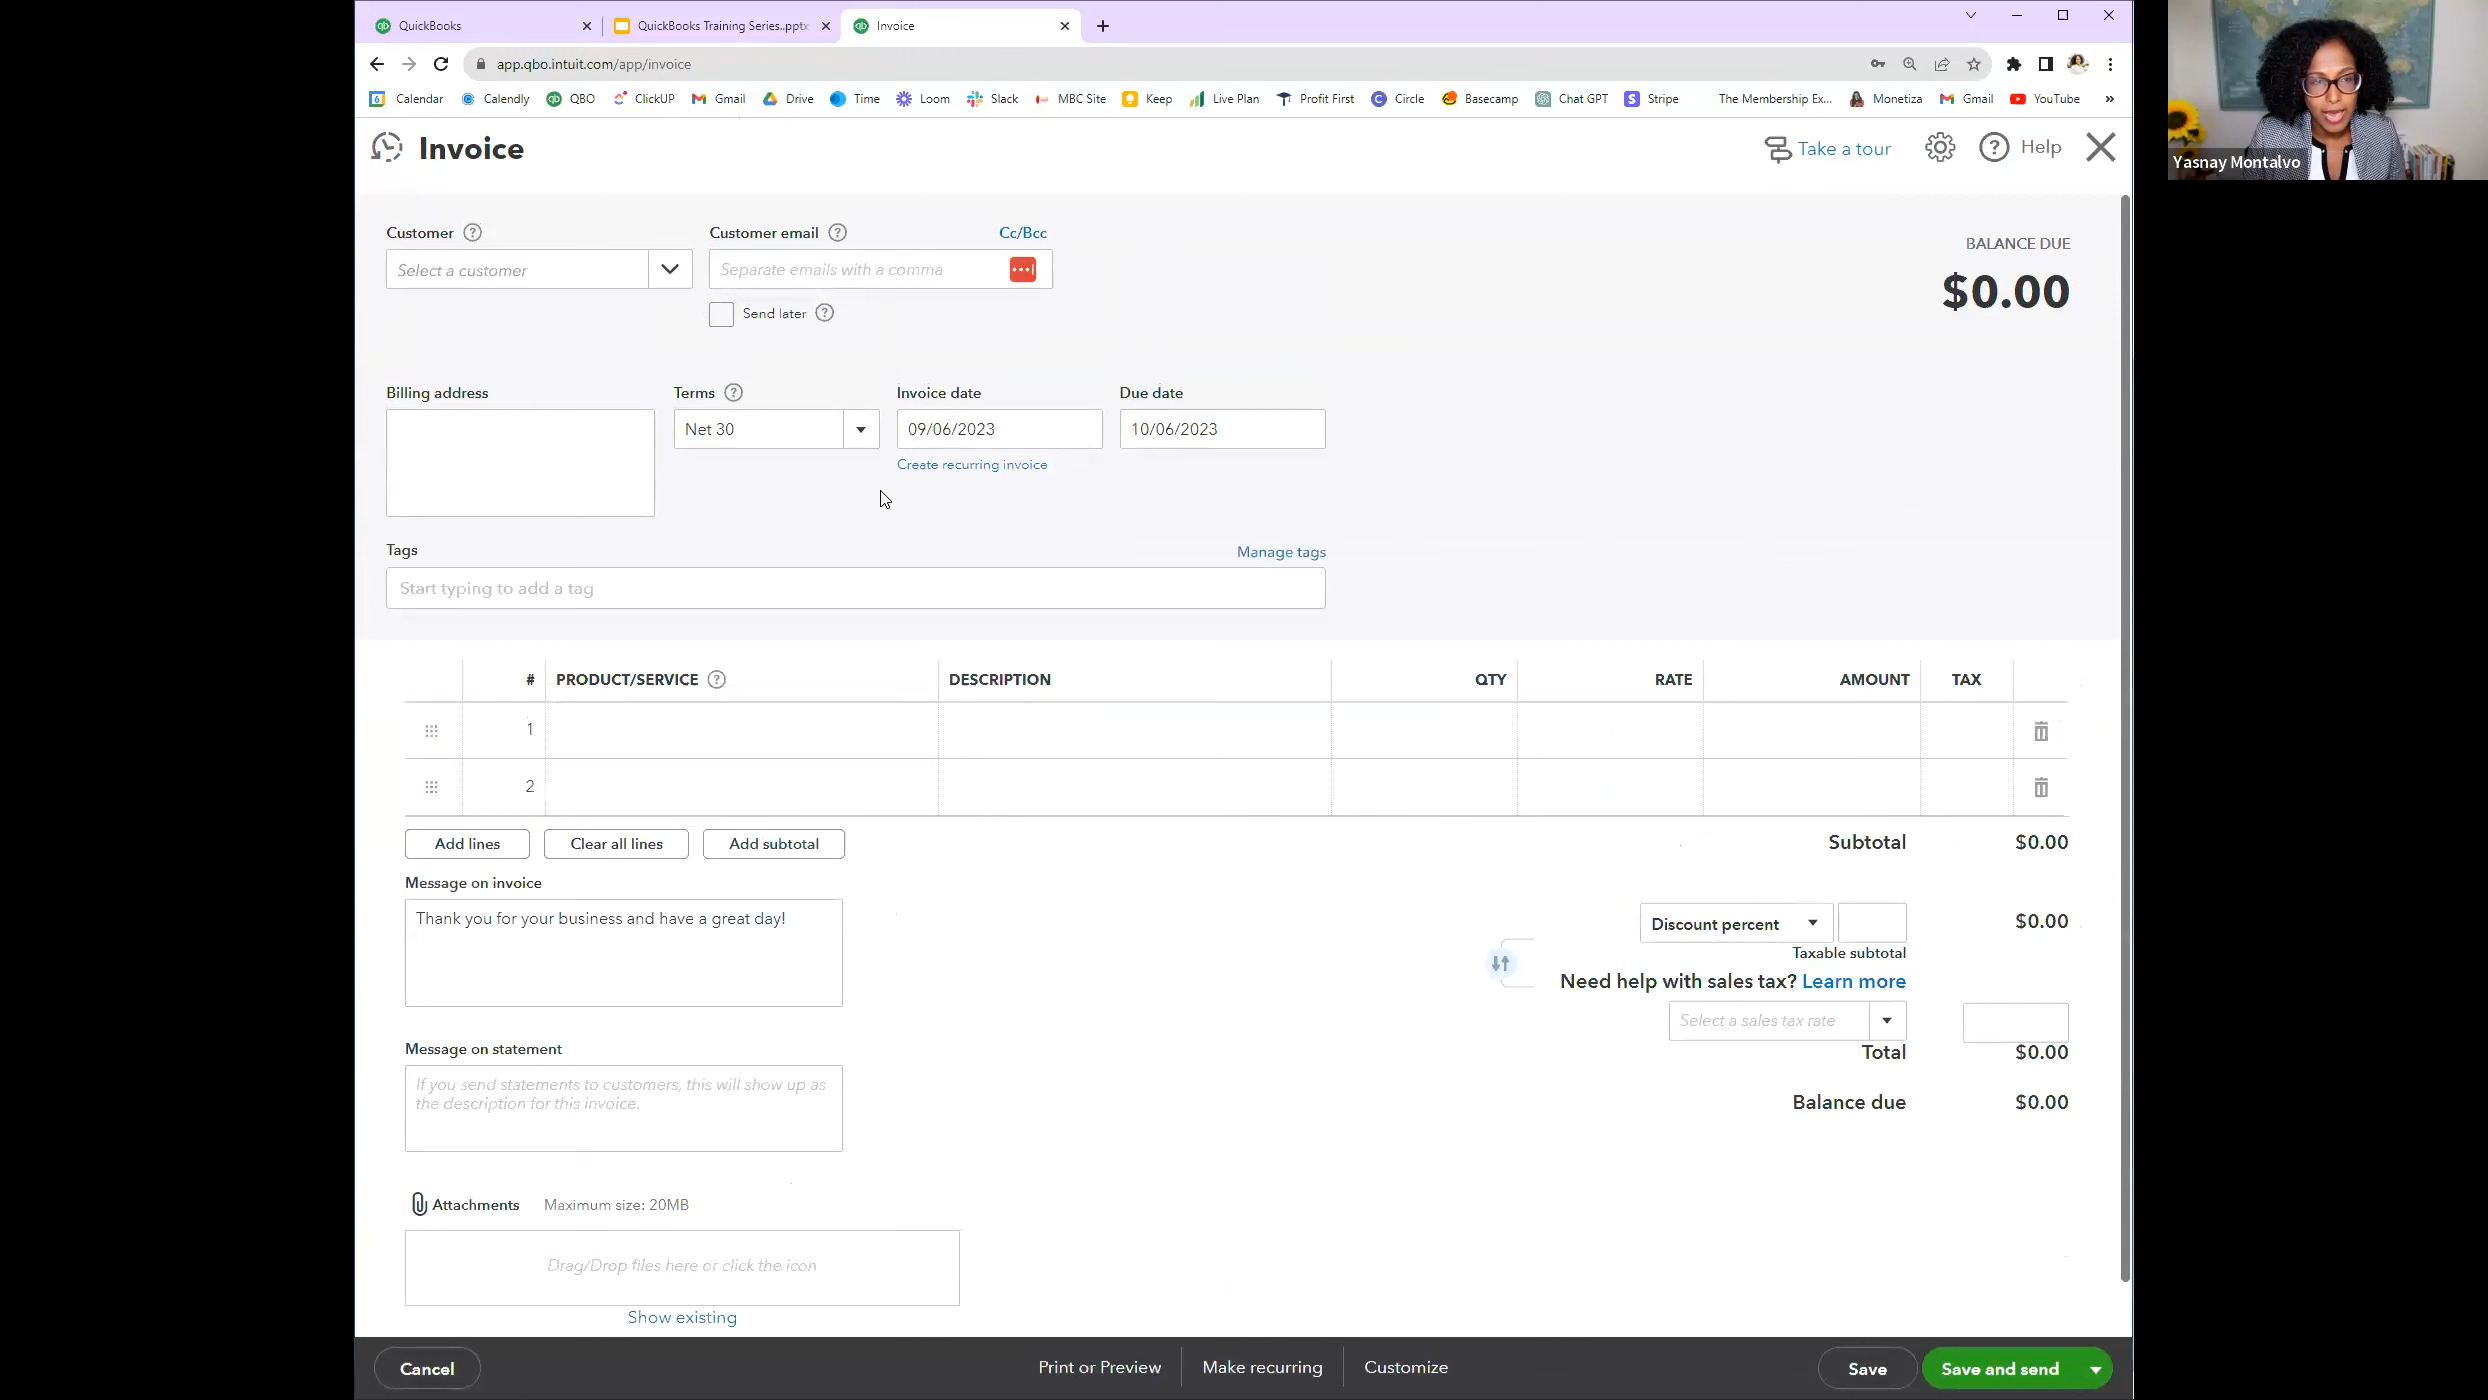 QuickBooks
QuickBooks Training Series..pptx
Invoice
app.qbo.intuit.com/app/invoice
Calendar Calendly QBO ClickUP Gmail Drive Time Loom Slack MBC Site Keep Live Plan Profit First Circle Basecamp Chat GPT Stripe The Membership Ex... Monetiza Gmail YouTube »
Yasnay Montalvo
Invoice
Take a tour
Help
Customer
Customer email
Cc/Bcc
BALANCE DUE
Select a customer
Separate emails with a comma
$0.00
Send later
Billing address
Terms
Invoice date
Due date
Net 30
09/06/2023
10/06/2023
Create recurring invoice
Tags
Manage tags
Start typing to add a tag
# PRODUCT/SERVICE DESCRIPTION QTY RATE AMOUNT TAX
1
2
Add lines
Clear all lines
Add subtotal
Subtotal $0.00
Message on invoice
Thank you for your business and have a great day!
Discount percent
$0.00
Taxable subtotal
Need help with sales tax? Learn more
Select a sales tax rate
Message on statement
Total $0.00
If you send statements to customers, this will show up as
the description for this invoice.
Balance due $0.00
Attachments
Maximum size: 20MB
Drag/Drop files here or click the icon
Show existing
Cancel
Print or Preview
Make recurring
Customize
Save
Save and send